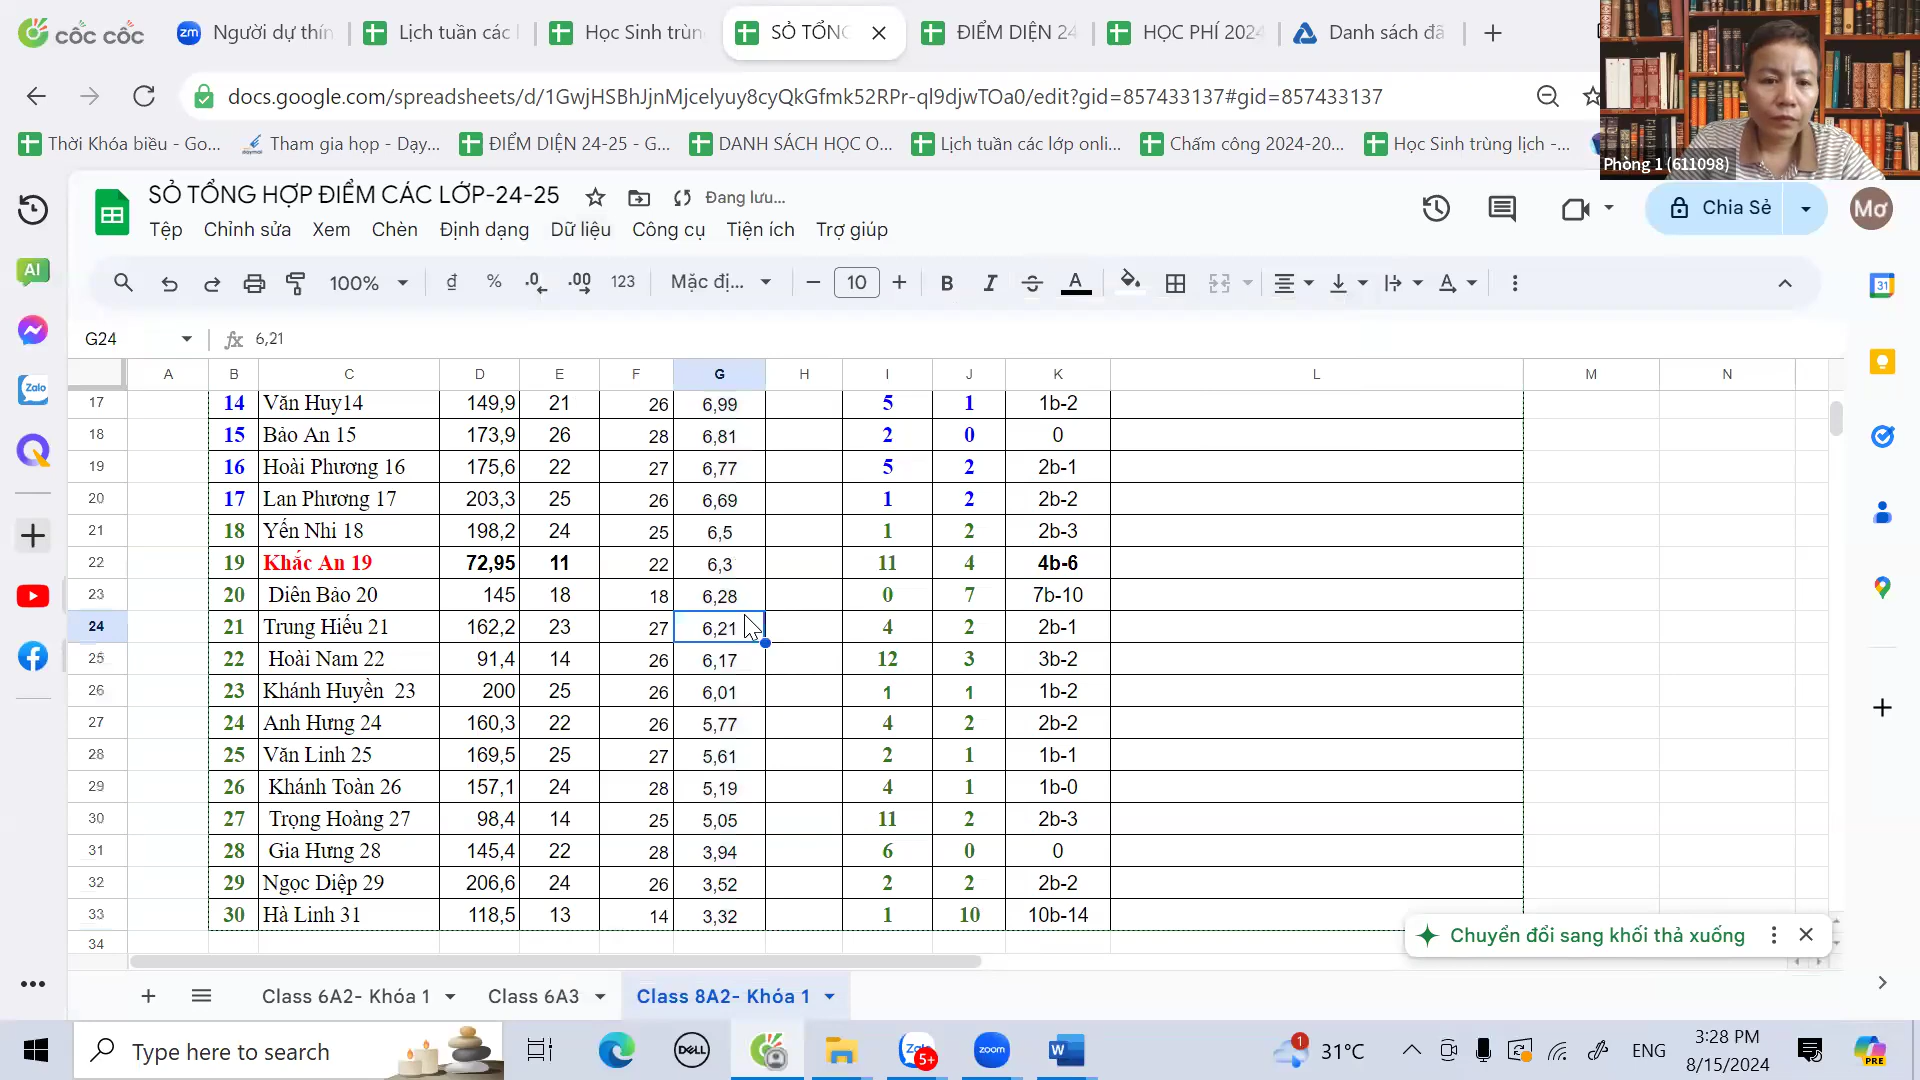 cốc cốc
Người dự thín
Lịch tuần các l
Học Sinh trùn
SỔ TỔNG
ĐIỂM DIỆN 24
HỌC PHÍ 2024
Danh sách đã
docs.google.com/spreadsheets/d/1GwjHSBhJjnMjcelyuy8cyQkGfmk52RPr-ql9djwTOa0/edit?gid=857433137#gid=857433137
Thời Khóa biều - Go...
Tham gia họp - Dạy...
ĐIỂM DIỆN 24-25 - G...
DANH SÁCH HỌC O...
Lịch tuần các lớp onli...
Chấm công 2024-20...
Học Sinh trùng lịch -...
Phòng 1 (611098)
SỎ TỔNG HỢP ĐIỂM CÁC LỚP-24-25
Đang lưu...
Tệp Chỉnh sửa Xem Chèn Định dạng Dữ liệu Công cụ Tiện ích Trợ giúp
Chia Sẻ
Mơ
100% đ % .0 .00 123 Mặc đị... 10 B I A
G24 fx 6,21
A B C D E F G H I J K L M N
17 14 Văn Huy14 149,9 21 26 6,99 5 1 1b-2
18 15 Bảo An 15 173,9 26 28 6,81 2 0 0
19 16 Hoài Phương 16 175,6 22 27 6,77 5 2 2b-1
20 17 Lan Phương 17 203,3 25 26 6,69 1 2 2b-2
21 18 Yến Nhi 18 198,2 24 25 6,5 1 2 2b-3
22 19 Khắc An 19 72,95 11 22 6,3 11 4 4b-6
23 20 Diên Bảo 20 145 18 18 6,28 0 7 7b-10
24 21 Trung Hiếu 21 162,2 23 27 6,21 4 2 2b-1
25 22 Hoài Nam 22 91,4 14 26 6,17 12 3 3b-2
26 23 Khánh Huyền 23 200 25 26 6,01 1 1 1b-2
27 24 Anh Hưng 24 160,3 22 26 5,77 4 2 2b-2
28 25 Văn Linh 25 169,5 25 27 5,61 2 1 1b-1
29 26 Khánh Toàn 26 157,1 24 28 5,19 4 1 1b-0
30 27 Trọng Hoàng 27 98,4 14 25 5,05 11 2 2b-3
31 28 Gia Hưng 28 145,4 22 28 3,94 6 0 0
32 29 Ngọc Diệp 29 206,6 24 26 3,52 2 2 2b-2
33 30 Hà Linh 31 118,5 13 14 3,32 1 10 10b-14
34
Chuyển đổi sang khối thả xuống
Class 6A2- Khóa 1
Class 6A3
Class 8A2- Khóa 1
AI
Zalo
31
Type here to search
DELL
5+
zoom
W
1
31°C
ENG
3:28 PM
8/15/2024
PRE